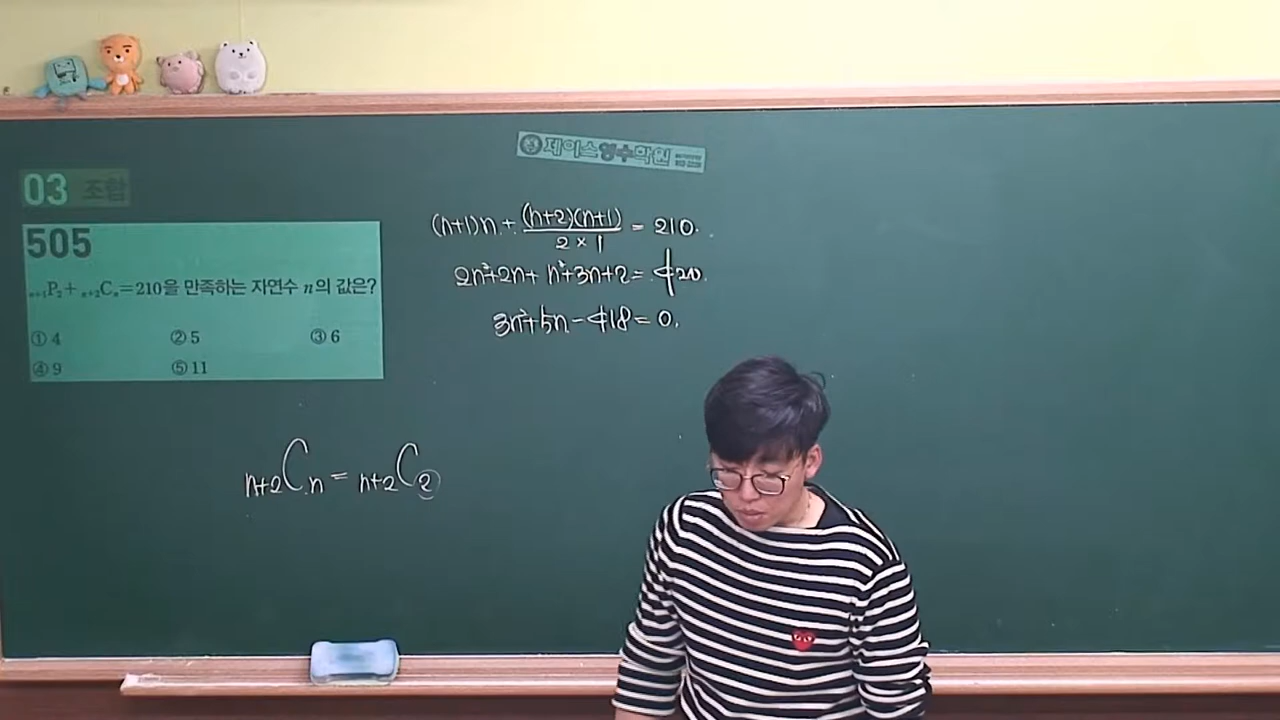 제이스영수학원
03 조합
505
ₙ₊₁P₂+ ₙ₊₂Cₙ=210을 만족하는 자연수 n의 값은?
① 4 ② 5 ③ 6
④ 9 ⑤ 11
(n+1)n + (n+2)(n+1) / 2×1 = 210.
2n²+2n+ n²+3n+2 = 420.
3n²+5n-418=0.
ₙ₊₂Cₙ = ₙ₊₂C₂